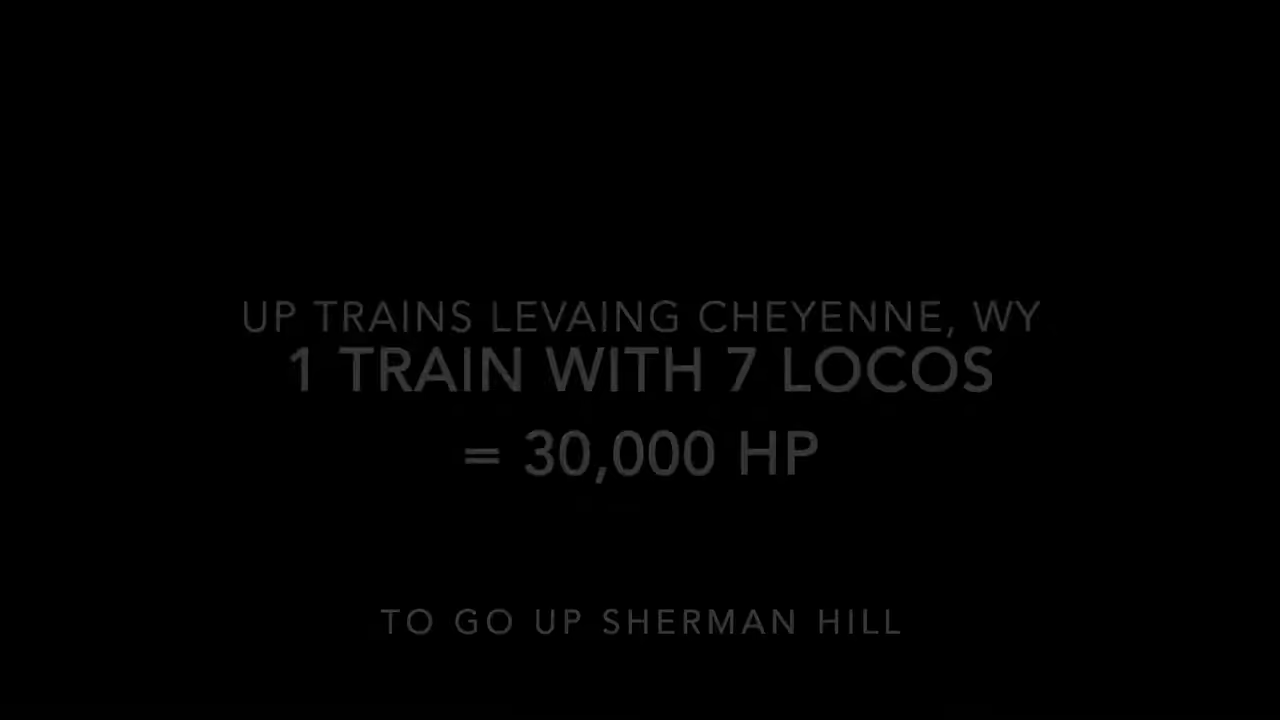 UP TRAINS LEVAING CHEYENNE, WY
1 TRAIN WITH 7 LOCOS
= 30,000 HP
TO GO UP SHERMAN HILL